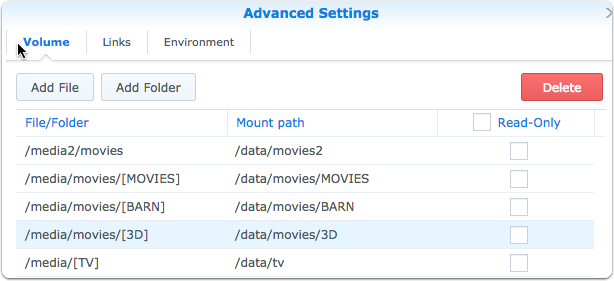 Advanced Settings
Volume Links Environment
Add File Add Folder Delete
File/Folder Mount path Read-Only
/media2/movies /data/movies2
/media/movies/[MOVIES] /data/movies/MOVIES
/media/movies/[BARN] /data/movies/BARN
/media/movies/[3D] /data/movies/3D
/media/[TV] /data/tv